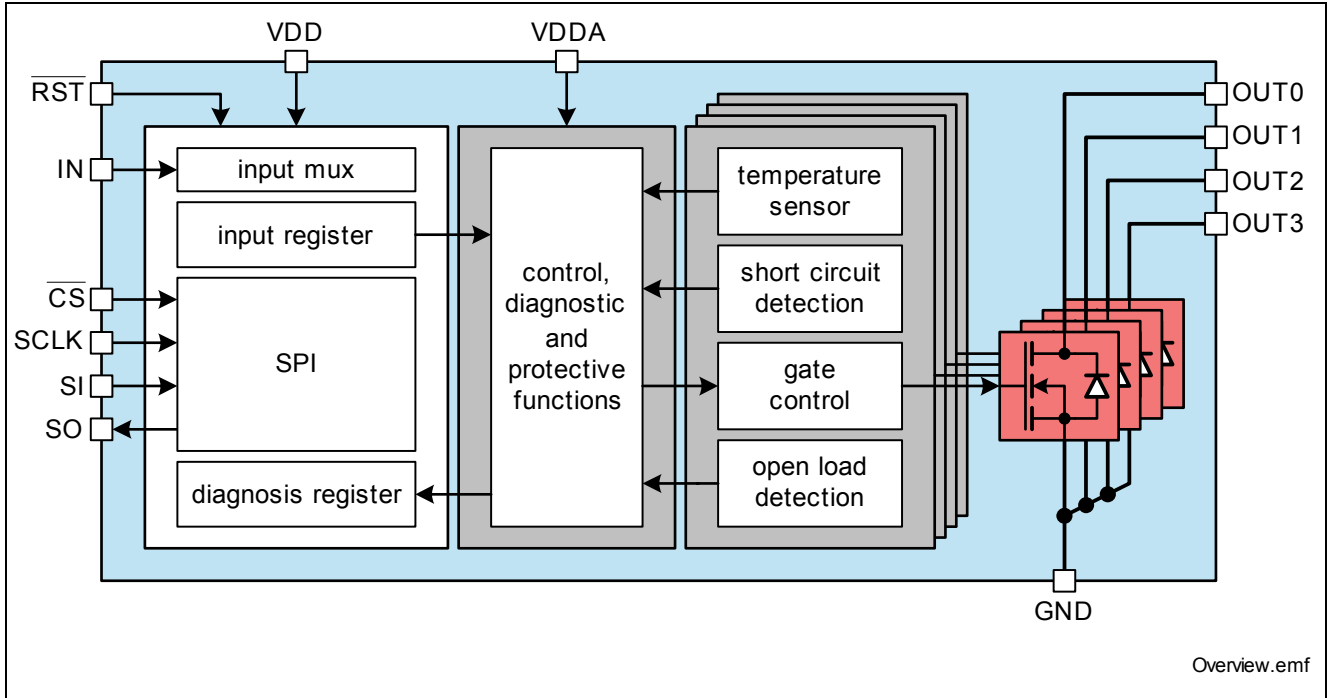 VDD
VDDA
RST
IN
CS
SCLK
SI
SO
input mux
input register
SPI
diagnosis register
control,
diagnostic
and
protective
functions
temperature
sensor
short circuit
detection
gate
control
open load
detection
OUT0
OUT1
OUT2
OUT3
GND
Overview.emf